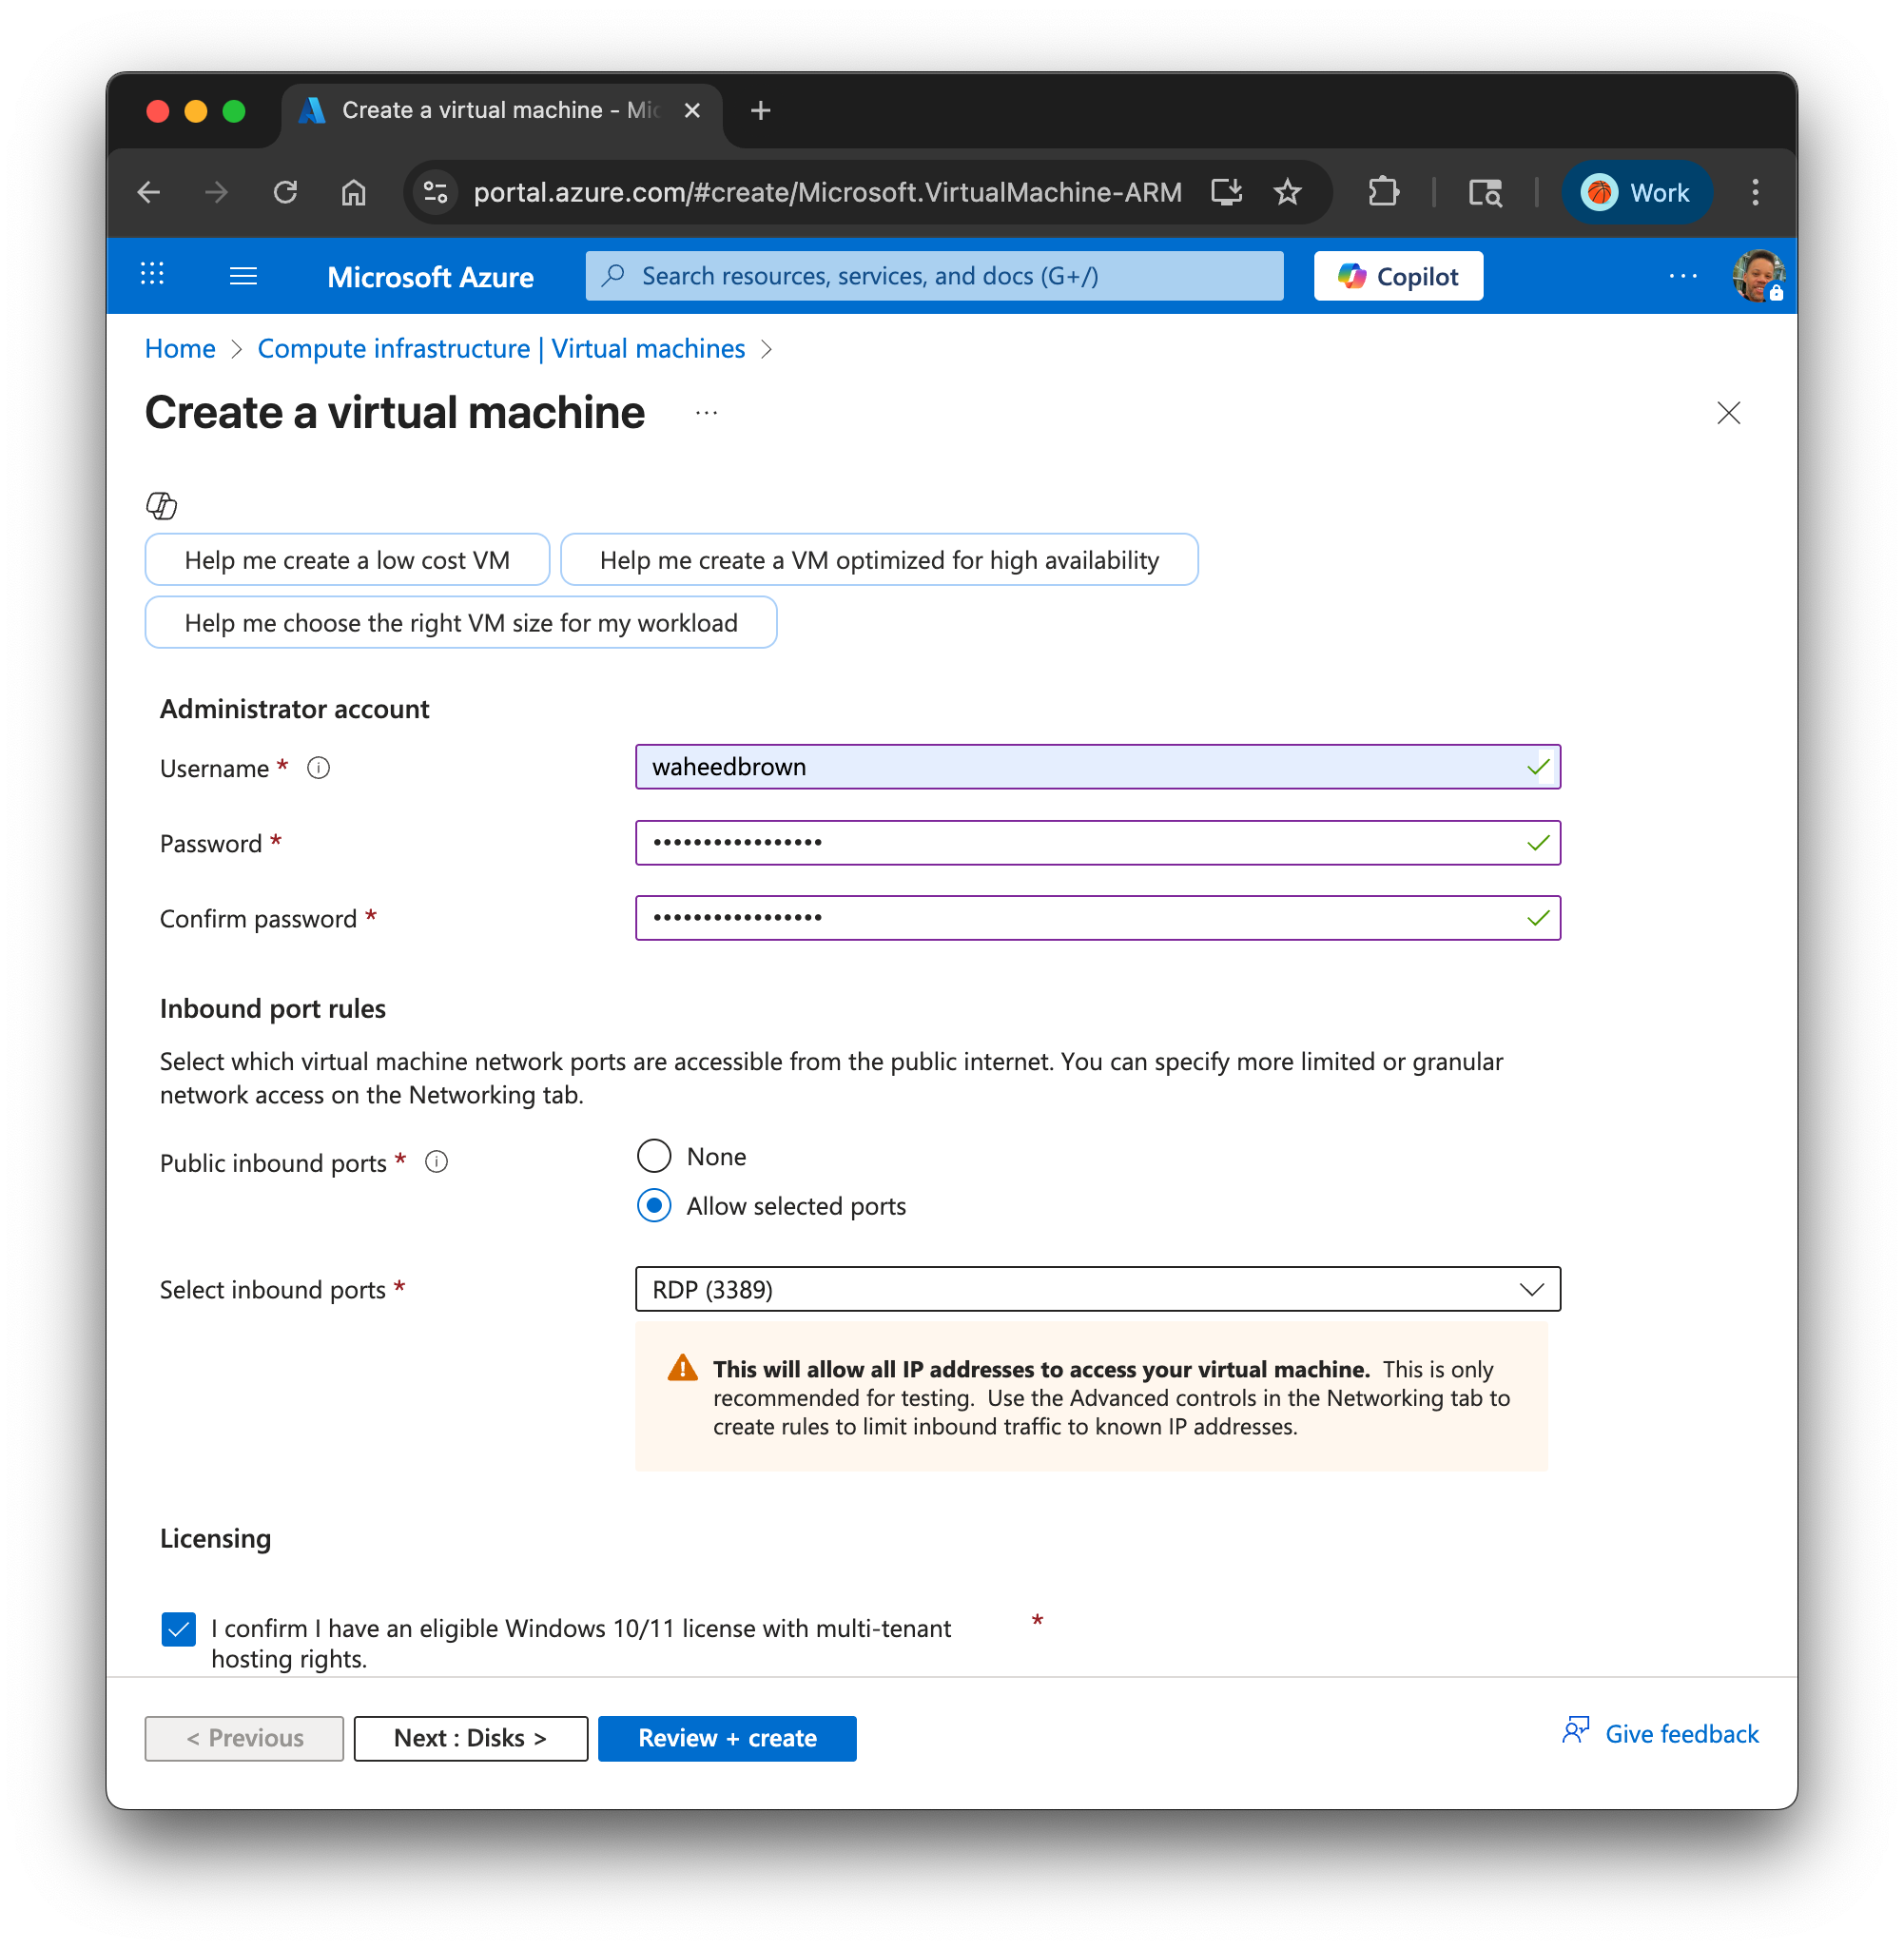 Create a virtual machine - Mic
portal.azure.com/#create/Microsoft.VirtualMachine-ARM
Work
Microsoft Azure
Search resources, services, and docs (G+/)
Copilot
Home > Compute infrastructure | Virtual machines >
Create a virtual machine ...
Help me create a low cost VM
Help me create a VM optimized for high availability
Help me choose the right VM size for my workload
Administrator account
Username *
waheedbrown
Password *
•••••••••••••••••
Confirm password *
•••••••••••••••••
Inbound port rules
Select which virtual machine network ports are accessible from the public internet. You can specify more limited or granular
network access on the Networking tab.
Public inbound ports *
None
Allow selected ports
Select inbound ports *
RDP (3389)
This will allow all IP addresses to access your virtual machine. This is only
recommended for testing. Use the Advanced controls in the Networking tab to
create rules to limit inbound traffic to known IP addresses.
Licensing
I confirm I have an eligible Windows 10/11 license with multi-tenant *
hosting rights.
< Previous
Next : Disks >
Review + create
Give feedback